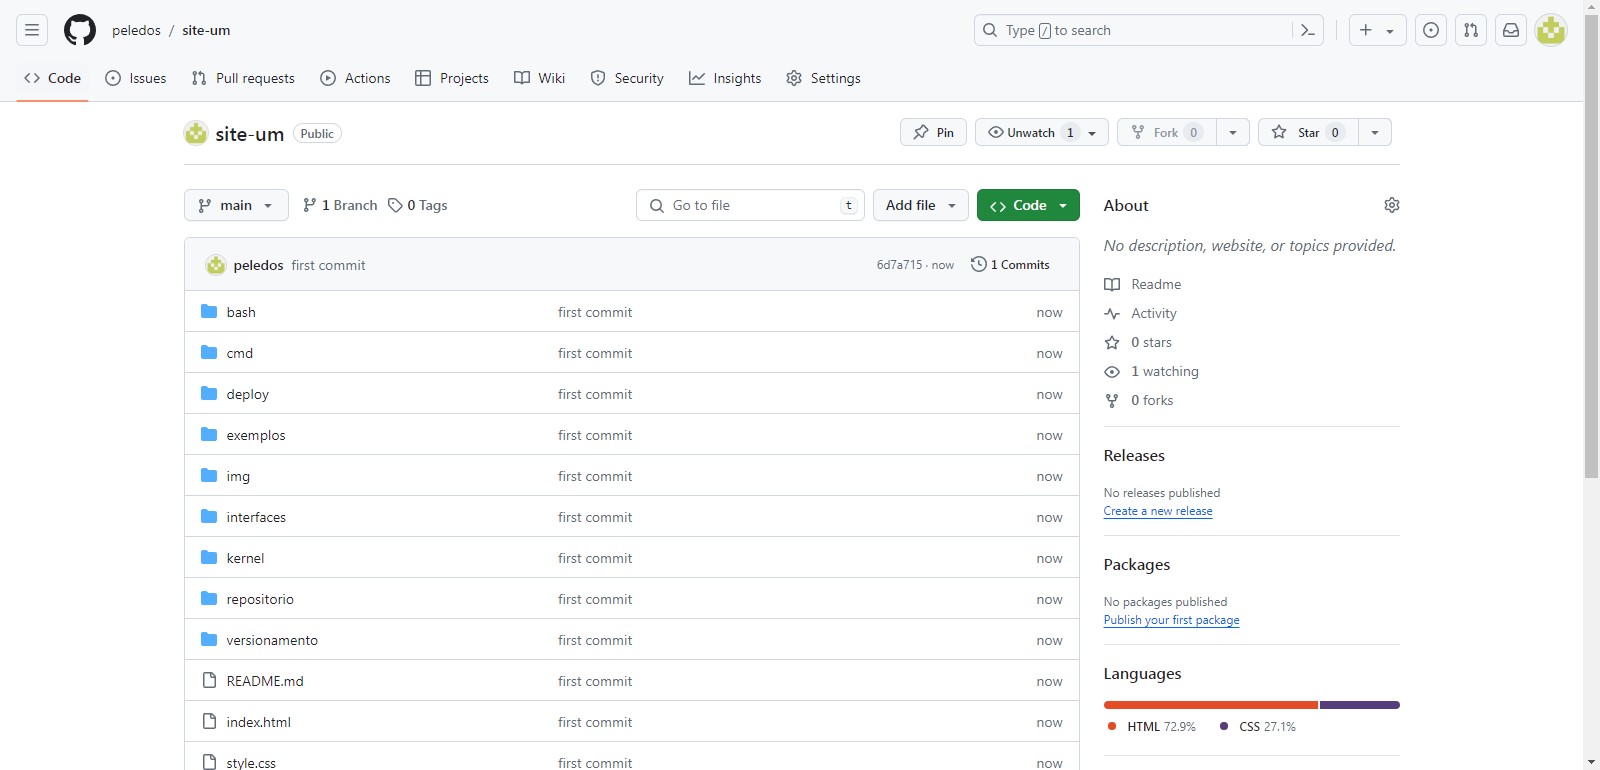 peledos / site-um
Type / to search
Code Issues Pull requests Actions Projects Wiki Security Insights Settings
site-um Public
Pin Unwatch 1 Fork 0 Star 0
main 1 Branch 0 Tags Go to file t Add file Code
peledos first commit 6d7a715 · now 1 Commits
bash first commit now
cmd first commit now
deploy first commit now
exemplos first commit now
img first commit now
interfaces first commit now
kernel first commit now
repositorio first commit now
versionamento first commit now
README.md first commit now
index.html first commit now
style.css first commit now
About
No description, website, or topics provided.
Readme
Activity
0 stars
1 watching
0 forks
Releases
No releases published
Create a new release
Packages
No packages published
Publish your first package
Languages
HTML 72.9% CSS 27.1%